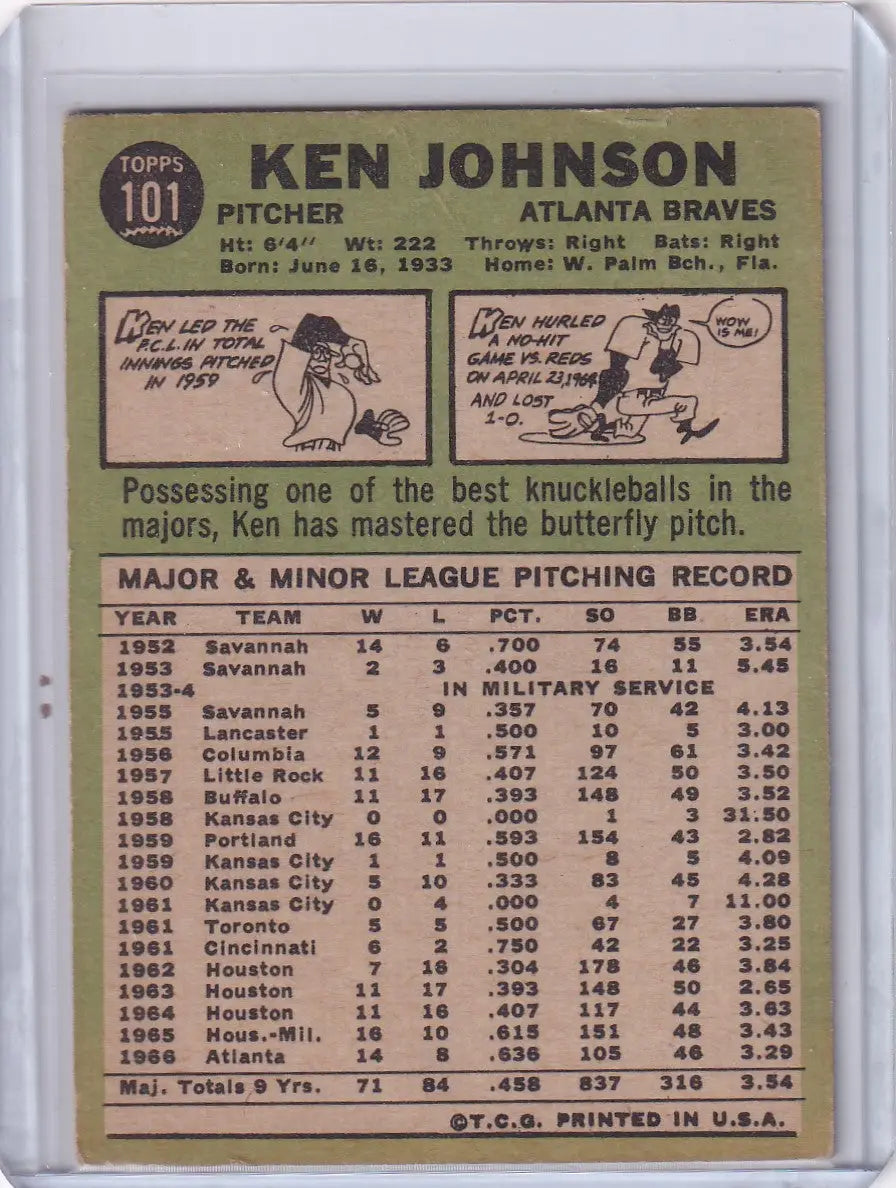 TOPPS
101
KEN JOHNSON
PITCHER ATLANTA BRAVES
Ht: 6'4" Wt: 222 Throws: Right Bats: Right
Born: June 16, 1933 Home: W. Palm Bch., Fla.
KEN LED THE
P.C.L. IN TOTAL
INNINGS PITCHED
IN 1959
KEN HURLED
A NO-HIT
GAME VS. REDS
ON APRIL 23, 1964
AND LOST
1-0.
WOW
IS ME!
Possessing one of the best knuckleballs in the
majors, Ken has mastered the butterfly pitch.
MAJOR & MINOR LEAGUE PITCHING RECORD
YEAR TEAM W L PCT. SO BB ERA
1952 Savannah 14 6 .700 74 55 3.54
1953 Savannah 2 3 .400 16 11 5.45
1953-4 IN MILITARY SERVICE
1955 Savannah 5 9 .357 70 42 4.13
1955 Lancaster 1 1 .500 10 5 3.00
1956 Columbia 12 9 .571 97 61 3.42
1957 Little Rock 11 16 .407 124 50 3.50
1958 Buffalo 11 17 .393 148 49 3.52
1958 Kansas City 0 0 .000 1 3 31.50
1959 Portland 16 11 .593 154 43 2.82
1959 Kansas City 1 1 .500 8 5 4.09
1960 Kansas City 5 10 .333 83 45 4.28
1961 Kansas City 0 4 .000 4 7 11.00
1961 Toronto 5 5 .500 67 27 3.80
1961 Cincinnati 6 2 .750 42 22 3.25
1962 Houston 7 16 .304 178 46 3.84
1963 Houston 11 17 .393 148 50 2.65
1964 Houston 11 16 .407 117 44 3.63
1965 Hous.-Mil. 16 10 .615 151 48 3.43
1966 Atlanta 14 8 .636 105 46 3.29
Maj. Totals 9 Yrs. 71 84 .458 837 316 3.54
©T.C.G. PRINTED IN U.S.A.